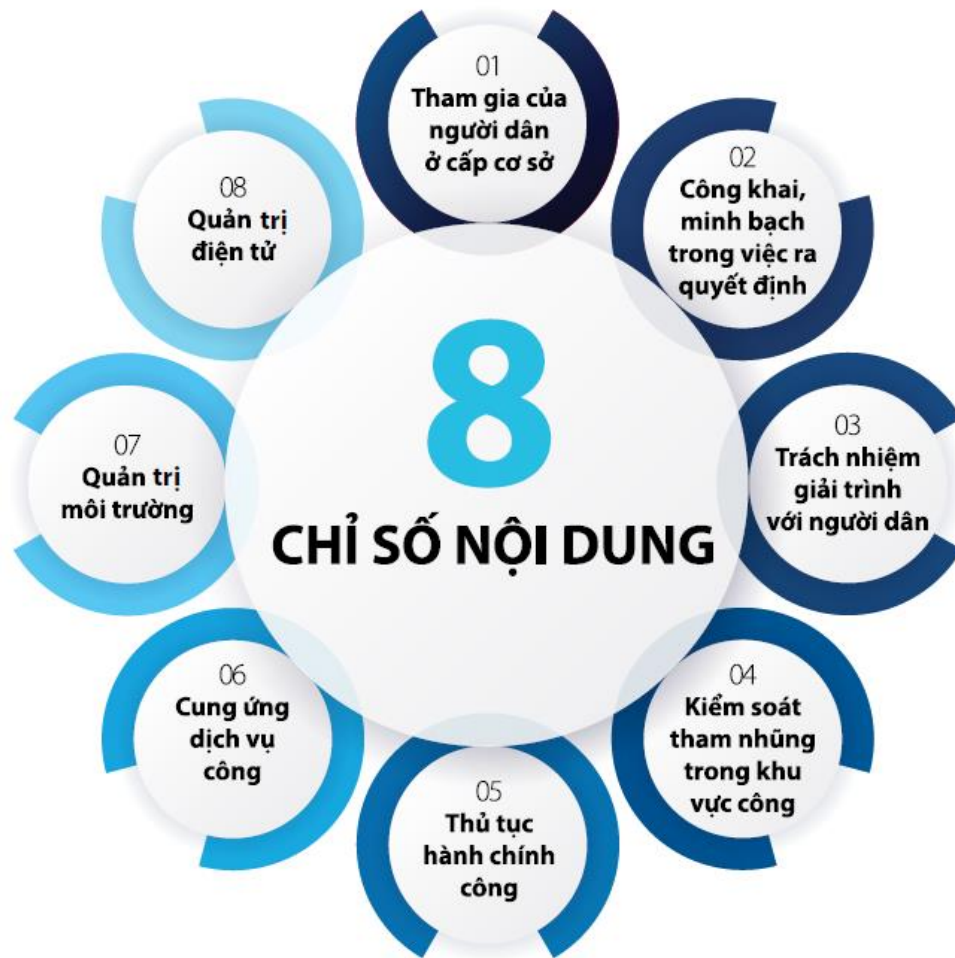 8
CHỈ SỐ NỘI DUNG
01
Tham gia của
người dân
ở cấp cơ sở
02
Công khai,
minh bạch
trong việc ra
quyết định
03
Trách nhiệm
giải trình
với người dân
04
Kiểm soát
tham nhũng
trong khu
vực công
05
Thủ tục
hành chính
công
06
Cung ứng
dịch vụ
công
07
Quản trị
môi trường
08
Quản trị
điện tử